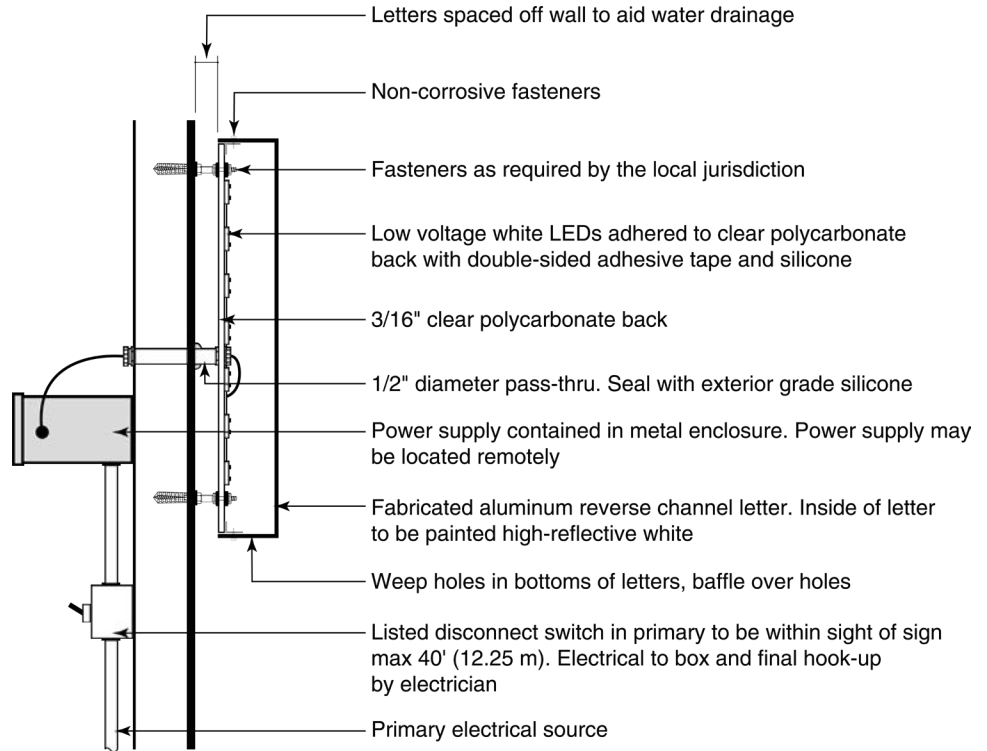 Letters spaced off wall to aid water drainage
Non-corrosive fasteners
Fasteners as required by the local jurisdiction
Low voltage white LEDs adhered to clear polycarbonate
back with double-sided adhesive tape and silicone
3/16" clear polycarbonate back
1/2" diameter pass-thru. Seal with exterior grade silicone
Power supply contained in metal enclosure. Power supply may
be located remotely
Fabricated aluminum reverse channel letter. Inside of letter
to be painted high-reflective white
Weep holes in bottoms of letters, baffle over holes
Listed disconnect switch in primary to be within sight of sign
max 40' (12.25 m). Electrical to box and final hook-up
by electrician
Primary electrical source